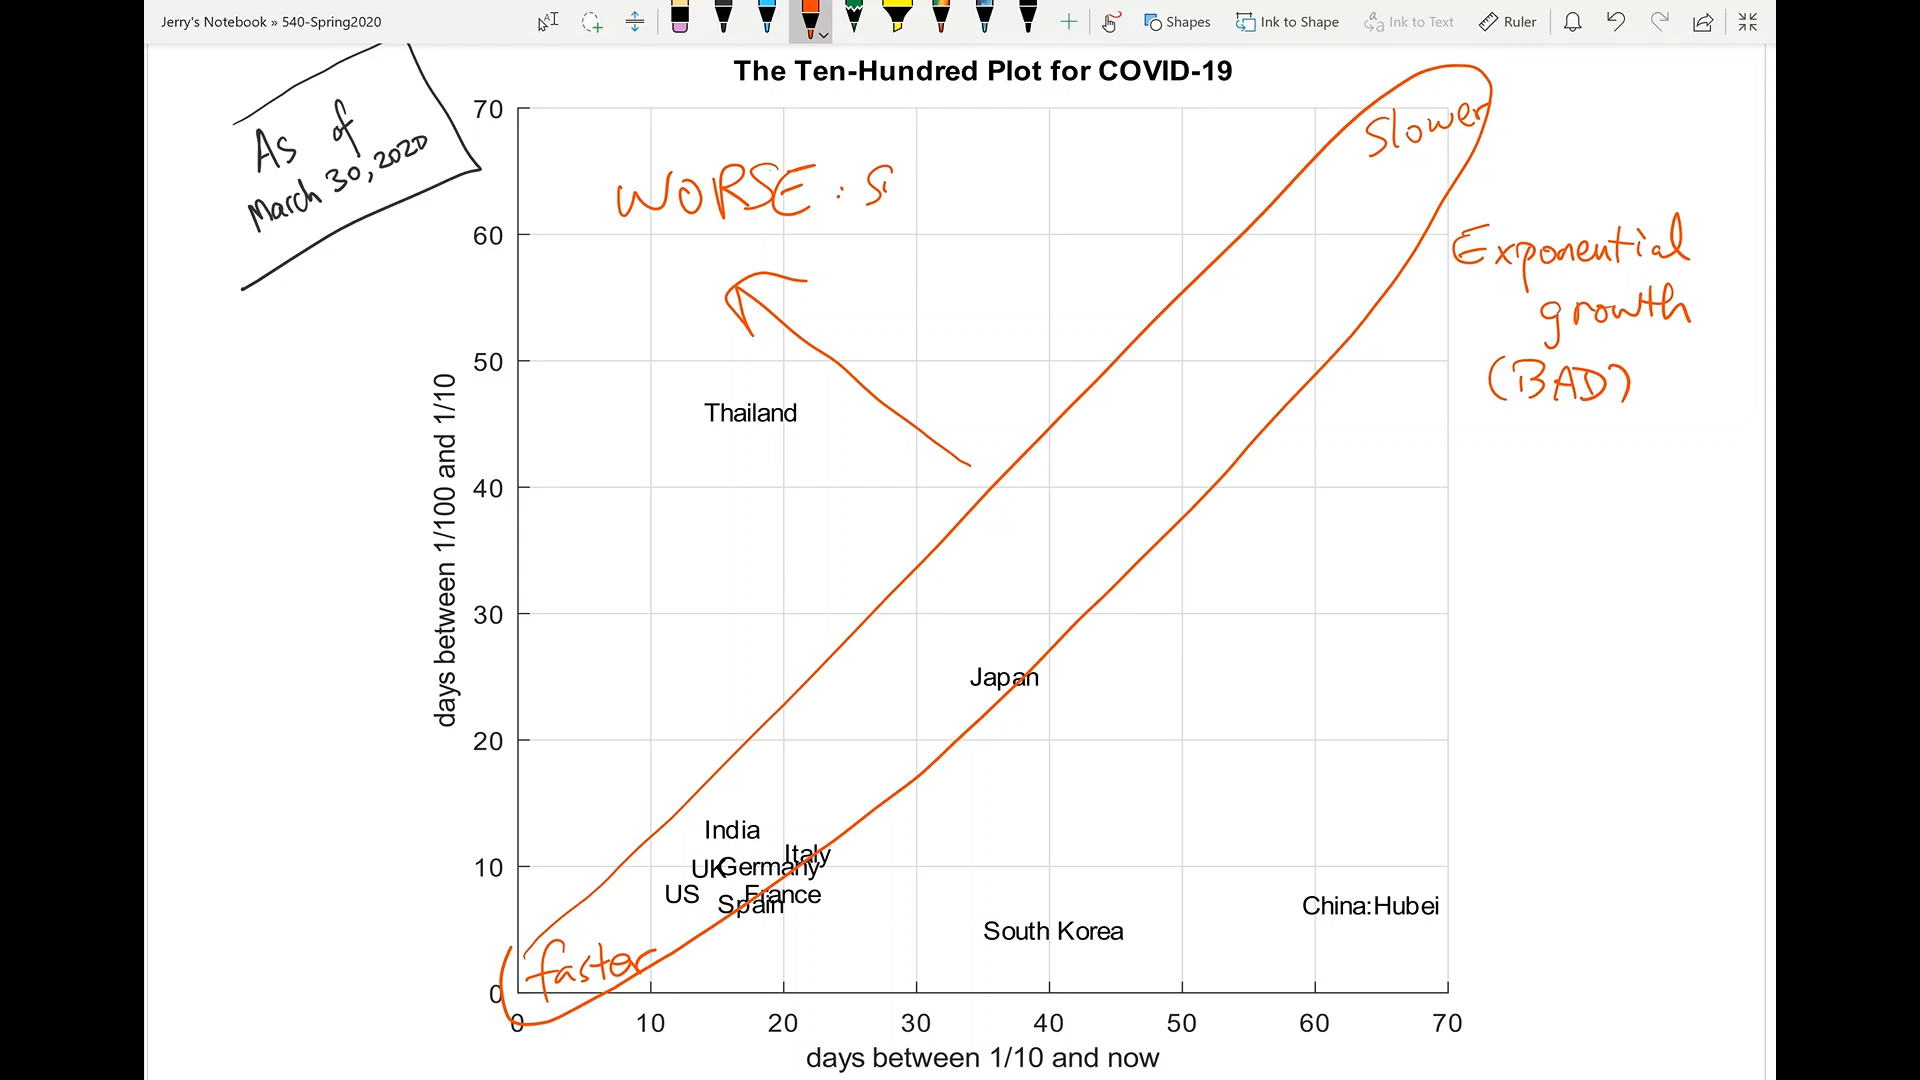 Jerry's Notebook » 540-Spring2020
Shapes
Ink to Shape
Ink to Text
Ruler
The Ten-Hundred Plot for COVID-19
As of
March 30, 2020
WORSE: S
Slower
Exponential
growth
(BAD)
faster
70
60
50
40
30
20
10
0
days between 1/100 and 1/10
Thailand
Japan
India
Italy
UK
Germany
US
France
Spain
South Korea
China:Hubei
0 10 20 30 40 50 60 70
days between 1/10 and now